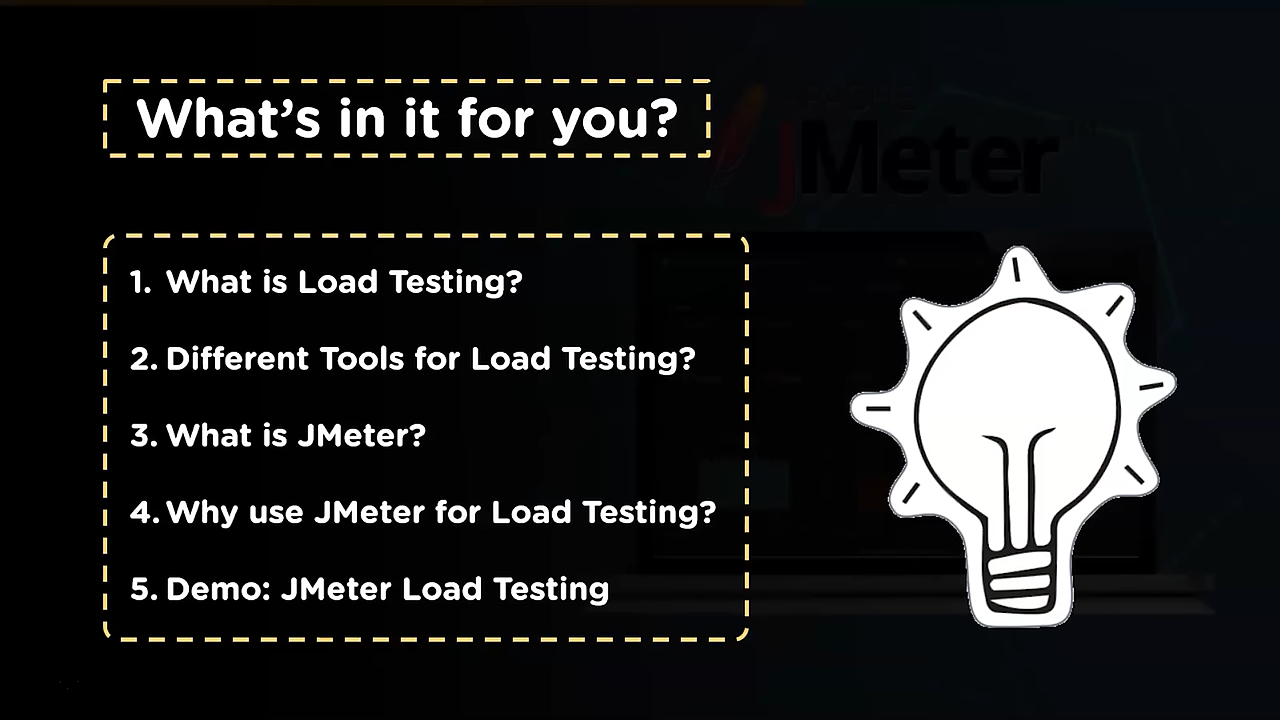 What's in it for you?
JMeter
1. What is Load Testing?
2. Different Tools for Load Testing?
3. What is JMeter?
4. Why use JMeter for Load Testing?
5. Demo: JMeter Load Testing